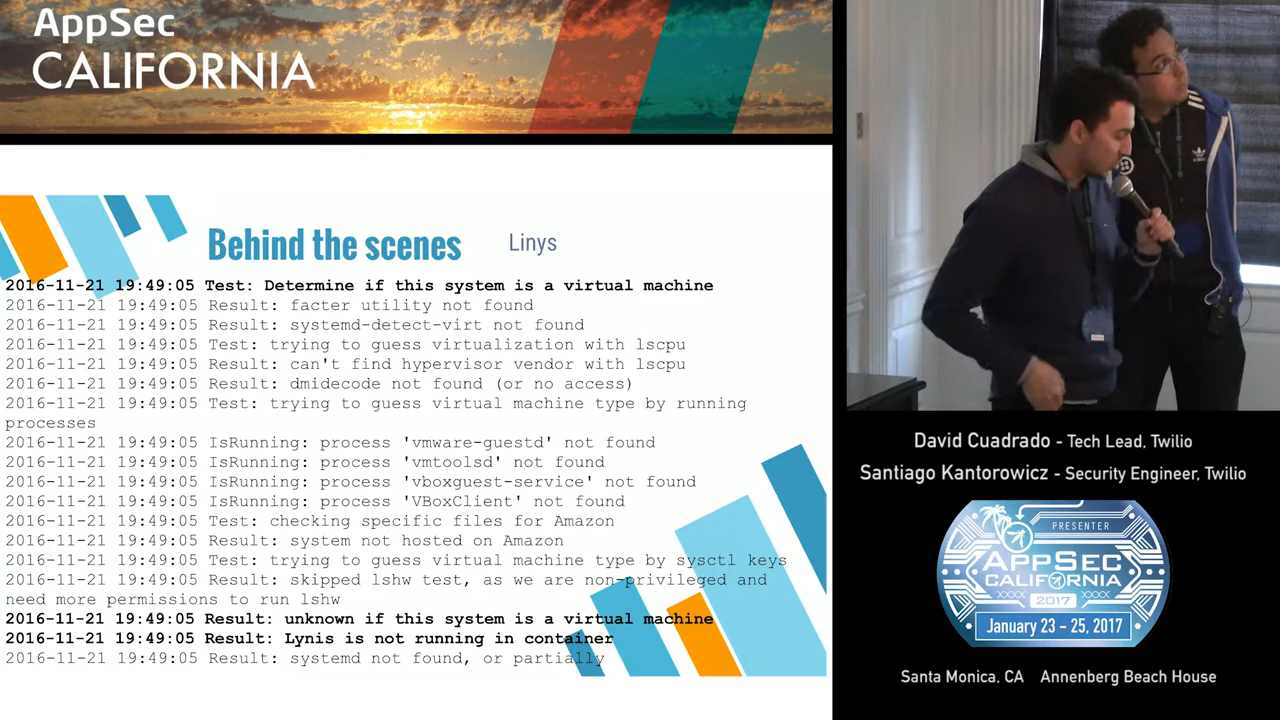 AppSec
CALIFORNIA
Behind the scenes
Linys
2016-11-21 19:49:05 Test: Determine if this system is a virtual machine
2016-11-21 19:49:05 Result: facter utility not found
2016-11-21 19:49:05 Result: systemd-detect-virt not found
2016-11-21 19:49:05 Test: trying to guess virtualization with lscpu
2016-11-21 19:49:05 Result: can't find hypervisor vendor with lscpu
2016-11-21 19:49:05 Result: dmidecode not found (or no access)
2016-11-21 19:49:05 Test: trying to guess virtual machine type by running
processes
2016-11-21 19:49:05 IsRunning: process 'vmware-guestd' not found
2016-11-21 19:49:05 IsRunning: process 'vmtoolsd' not found
2016-11-21 19:49:05 IsRunning: process 'vboxguest-service' not found
2016-11-21 19:49:05 IsRunning: process 'VBoxClient' not found
2016-11-21 19:49:05 Test: checking specific files for Amazon
2016-11-21 19:49:05 Result: system not hosted on Amazon
2016-11-21 19:49:05 Test: trying to guess virtual machine type by sysctl keys
2016-11-21 19:49:05 Result: skipped lshw test, as we are non-privileged and
need more permissions to run lshw
2016-11-21 19:49:05 Result: unknown if this system is a virtual machine
2016-11-21 19:49:05 Result: Lynis is not running in container
2016-11-21 19:49:05 Result: systemd not found, or partially
David Cuadrado - Tech Lead, Twilio
Santiago Kantorowicz - Security Engineer, Twilio
PRESENTER
APPSEC
CALIFORNIA
2017
January 23 - 25, 2017
Santa Monica, CA Annenberg Beach House